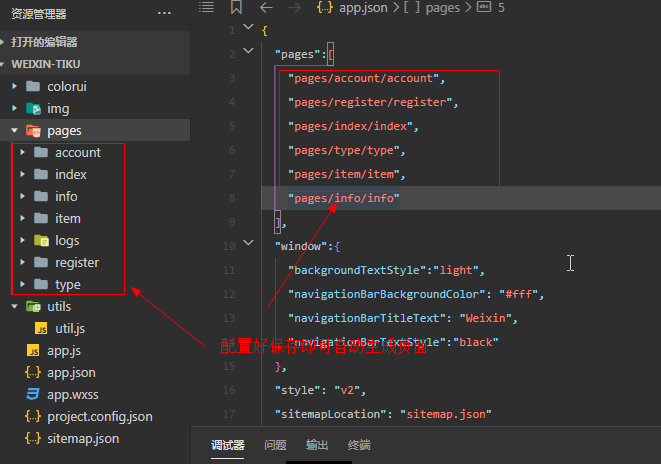 资源管理器
打开的编辑器
WEIXIN-TIKU
colorui
img
pages
account
index
info
item
logs
register
type
utils
util.js
app.js
app.json
app.wxss
project.config.json
sitemap.json
app.json > [ ] pages > abc 5
1 {
2 "pages":[
3 "pages/account/account",
4 "pages/register/register",
5 "pages/index/index",
6 "pages/type/type",
7 "pages/item/item",
8 "pages/info/info"
9 ],
10 "window":{
11 "backgroundTextStyle":"light",
12 "navigationBarBackgroundColor": "#fff",
13 "navigationBarTitleText": "Weixin",
14 "navigationBarTextStyle":"black"
配置好保存即可自动生成页面
15 },
16 "style": "v2",
17 "sitemapLocation": "sitemap.json"
调试器 问题 输出 终端